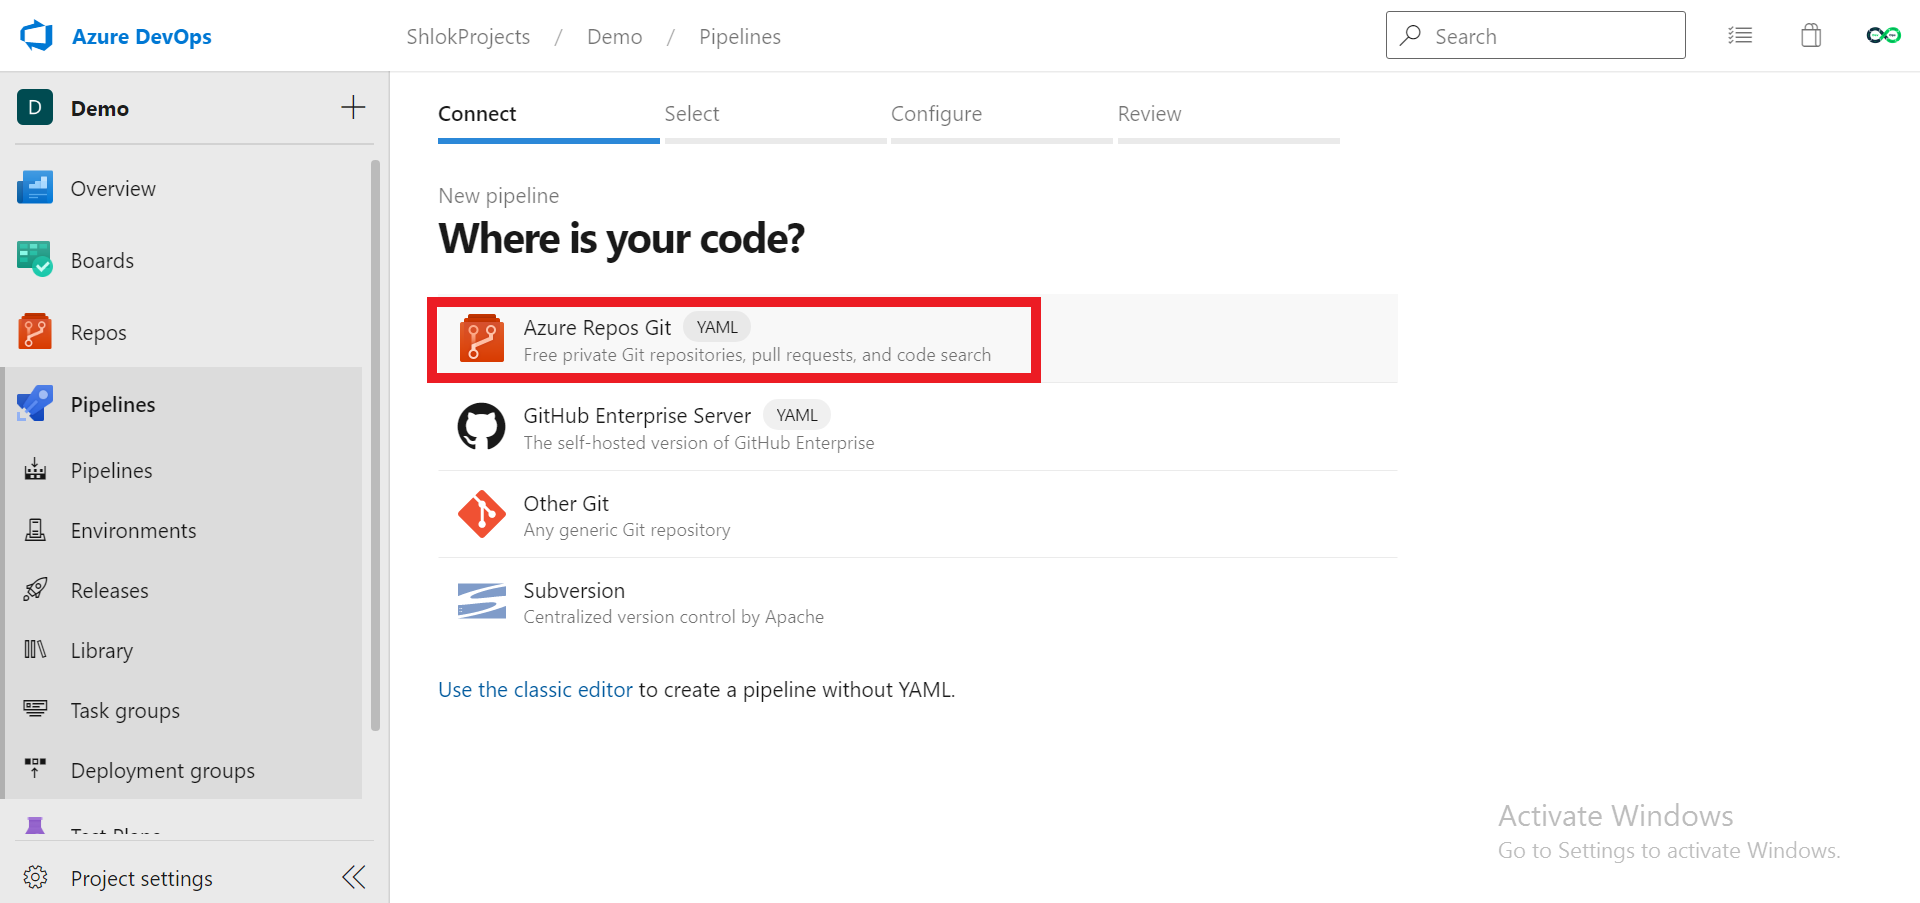 Azure DevOps
ShlokProjects / Demo / Pipelines
Search
D Demo
Overview
Boards
Repos
Pipelines
Pipelines
Environments
Releases
Library
Task groups
Deployment groups
Test Plans
Project settings
Connect Select Configure Review
New pipeline
Where is your code?
Azure Repos Git YAML
Free private Git repositories, pull requests, and code search
GitHub Enterprise Server YAML
The self-hosted version of GitHub Enterprise
Other Git
Any generic Git repository
Subversion
Centralized version control by Apache
Use the classic editor to create a pipeline without YAML.
Activate Windows
Go to Settings to activate Windows.